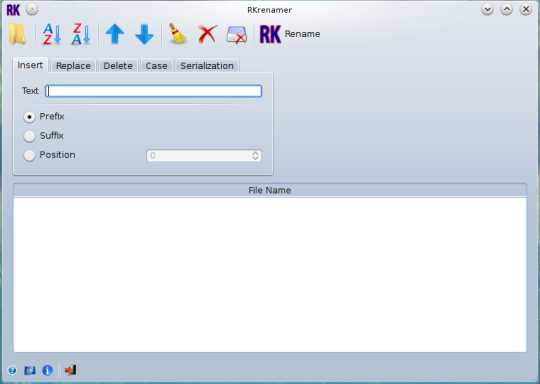 RK RKrenamer
A Z Z A RK Rename
Insert Replace Delete Case Serialization
Text
Prefix
Suffix
Position 0
File Name